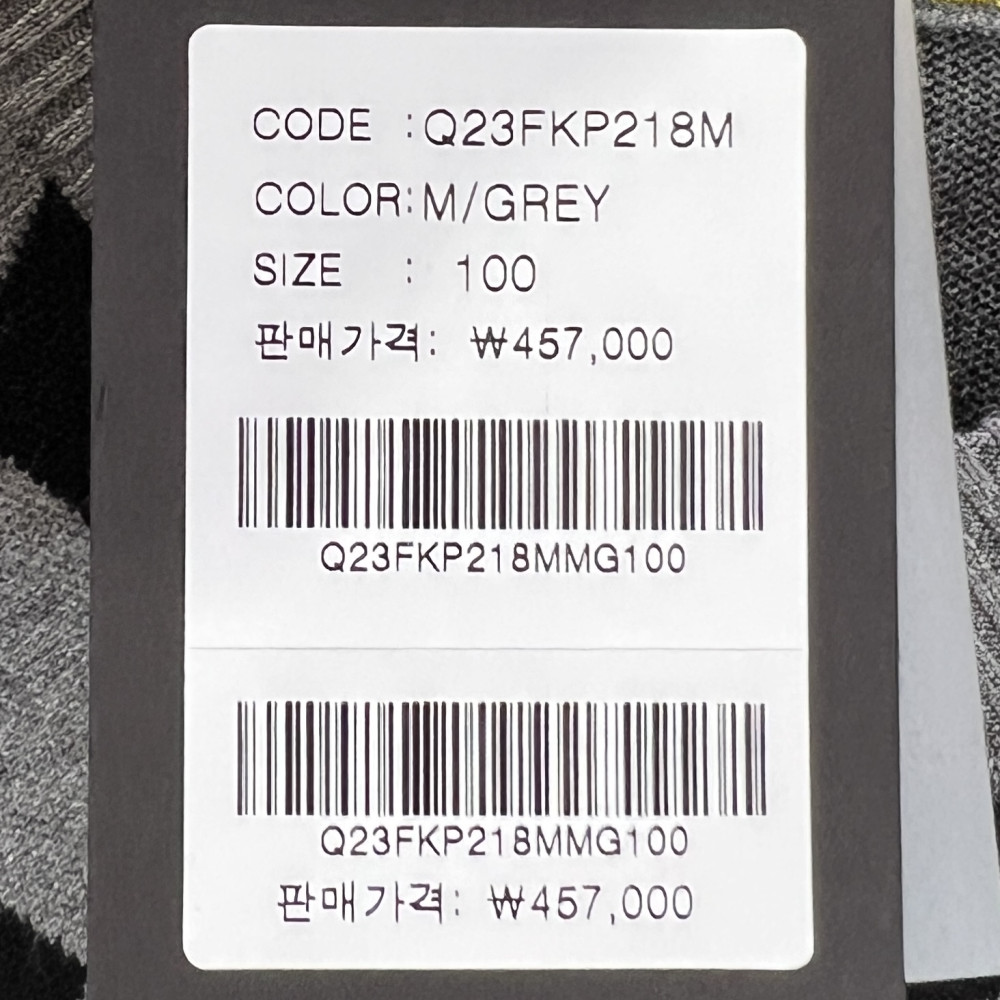 CODE : Q23FKP218M
COLOR: M/GREY
SIZE : 100
판매가격: ₩457,000
Q23FKP218MMG100
Q23FKP218MMG100
판매가격: ₩457,000